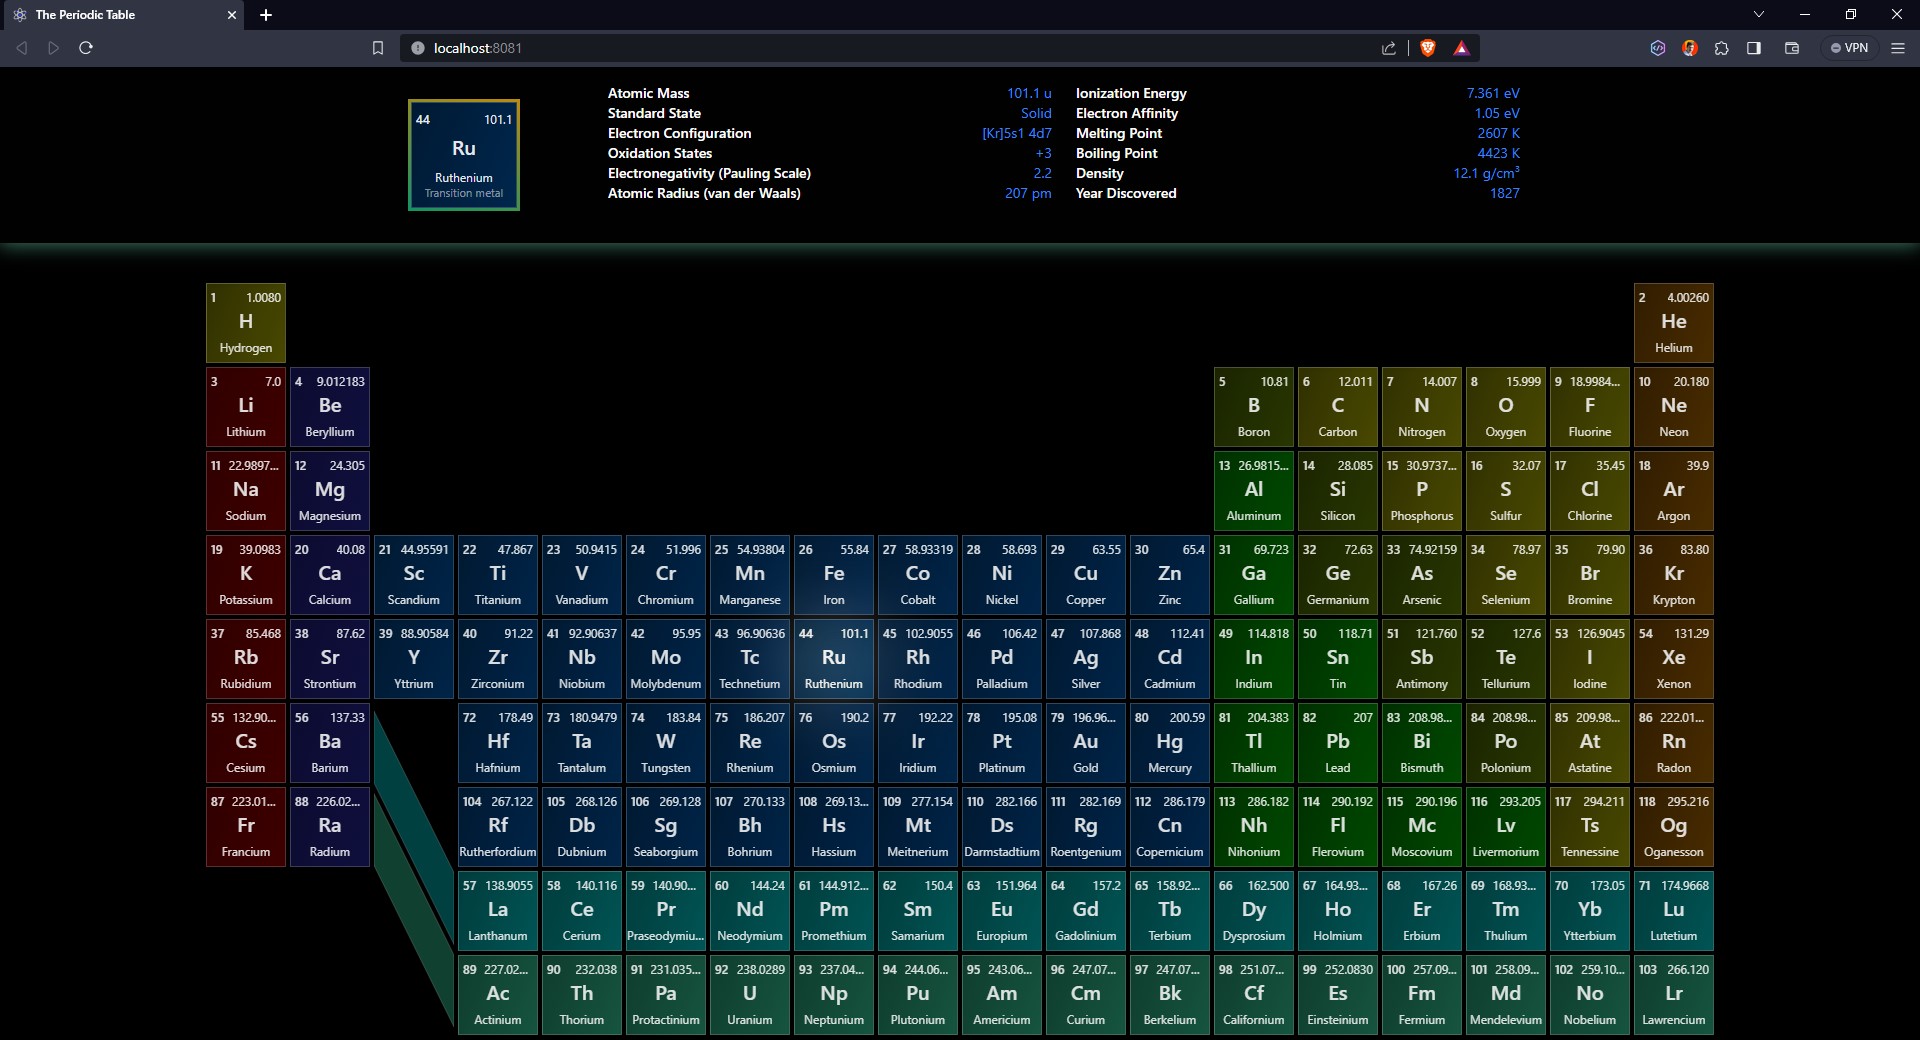 The Periodic Table
localhost:8081
VPN
44 101.1
Ru
Ruthenium
Transition metal
Atomic Mass 101.1 u
Standard State Solid
Electron Configuration [Kr]5s1 4d7
Oxidation States +3
Electronegativity (Pauling Scale) 2.2
Atomic Radius (van der Waals) 207 pm
Ionization Energy 7.361 eV
Electron Affinity 1.05 eV
Melting Point 2607 K
Boiling Point 4423 K
Density 12.1 g/cm³
Year Discovered 1827
1 1.0080 2 4.00260
H He
Hydrogen Helium
3 7.0 4 9.012183 5 10.81 6 12.011 7 14.007 8 15.999 9 18.9984... 10 20.180
Li Be B C N O F Ne
Lithium Beryllium Boron Carbon Nitrogen Oxygen Fluorine Neon
11 22.9897... 12 24.305 13 26.9815... 14 28.085 15 30.9737... 16 32.07 17 35.45 18 39.9
Na Mg Al Si P S Cl Ar
Sodium Magnesium Aluminum Silicon Phosphorus Sulfur Chlorine Argon
19 39.0983 20 40.08 21 44.95591 22 47.867 23 50.9415 24 51.996 25 54.93804 26 55.84 27 58.93319 28 58.693 29 63.55 30 65.4 31 69.723 32 72.63 33 74.92159 34 78.97 35 79.90 36 83.80
K Ca Sc Ti V Cr Mn Fe Co Ni Cu Zn Ga Ge As Se Br Kr
Potassium Calcium Scandium Titanium Vanadium Chromium Manganese Iron Cobalt Nickel Copper Zinc Gallium Germanium Arsenic Selenium Bromine Krypton
37 85.468 38 87.62 39 88.90584 40 91.22 41 92.90637 42 95.95 43 96.90636 44 101.1 45 102.9055 46 106.42 47 107.868 48 112.41 49 114.818 50 118.71 51 121.760 52 127.6 53 126.9045 54 131.29
Rb Sr Y Zr Nb Mo Tc Ru Rh Pd Ag Cd In Sn Sb Te I Xe
Rubidium Strontium Yttrium Zirconium Niobium Molybdenum Technetium Ruthenium Rhodium Palladium Silver Cadmium Indium Tin Antimony Tellurium Iodine Xenon
55 132.90... 56 137.33 72 178.49 73 180.9479 74 183.84 75 186.207 76 190.2 77 192.22 78 195.08 79 196.96... 80 200.59 81 204.383 82 207 83 208.98... 84 208.98... 85 209.98... 86 222.01...
Cs Ba Hf Ta W Re Os Ir Pt Au Hg Tl Pb Bi Po At Rn
Cesium Barium Hafnium Tantalum Tungsten Rhenium Osmium Iridium Platinum Gold Mercury Thallium Lead Bismuth Polonium Astatine Radon
87 223.01... 88 226.02... 104 267.122 105 268.126 106 269.128 107 270.133 108 269.13... 109 277.154 110 282.166 111 282.169 112 286.179 113 286.182 114 290.192 115 290.196 116 293.205 117 294.211 118 295.216
Fr Ra Rf Db Sg Bh Hs Mt Ds Rg Cn Nh Fl Mc Lv Ts Og
Francium Radium Rutherfordium Dubnium Seaborgium Bohrium Hassium Meitnerium Darmstadtium Roentgenium Copernicium Nihonium Flerovium Moscovium Livermorium Tennessine Oganesson
57 138.9055 58 140.116 59 140.90... 60 144.24 61 144.912... 62 150.4 63 151.964 64 157.2 65 158.92... 66 162.500 67 164.93... 68 167.26 69 168.93... 70 173.05 71 174.9668
La Ce Pr Nd Pm Sm Eu Gd Tb Dy Ho Er Tm Yb Lu
Lanthanum Cerium Praseodymiu... Neodymium Promethium Samarium Europium Gadolinium Terbium Dysprosium Holmium Erbium Thulium Ytterbium Lutetium
89 227.02... 90 232.038 91 231.035... 92 238.0289 93 237.04... 94 244.06... 95 243.06... 96 247.07... 97 247.07... 98 251.07... 99 252.0830 100 257.09... 101 258.09... 102 259.10... 103 266.120
Ac Th Pa U Np Pu Am Cm Bk Cf Es Fm Md No Lr
Actinium Thorium Protactinium Uranium Neptunium Plutonium Americium Curium Berkelium Californium Einsteinium Fermium Mendelevium Nobelium Lawrencium